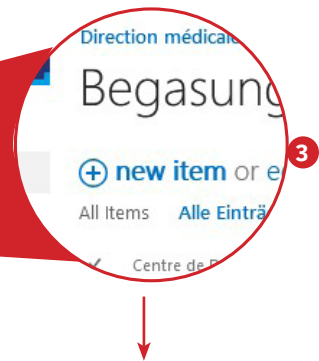 Direction médicale
Begasung
⊕ new item or e
3
All Items Alle Einträ
✓ Centre de